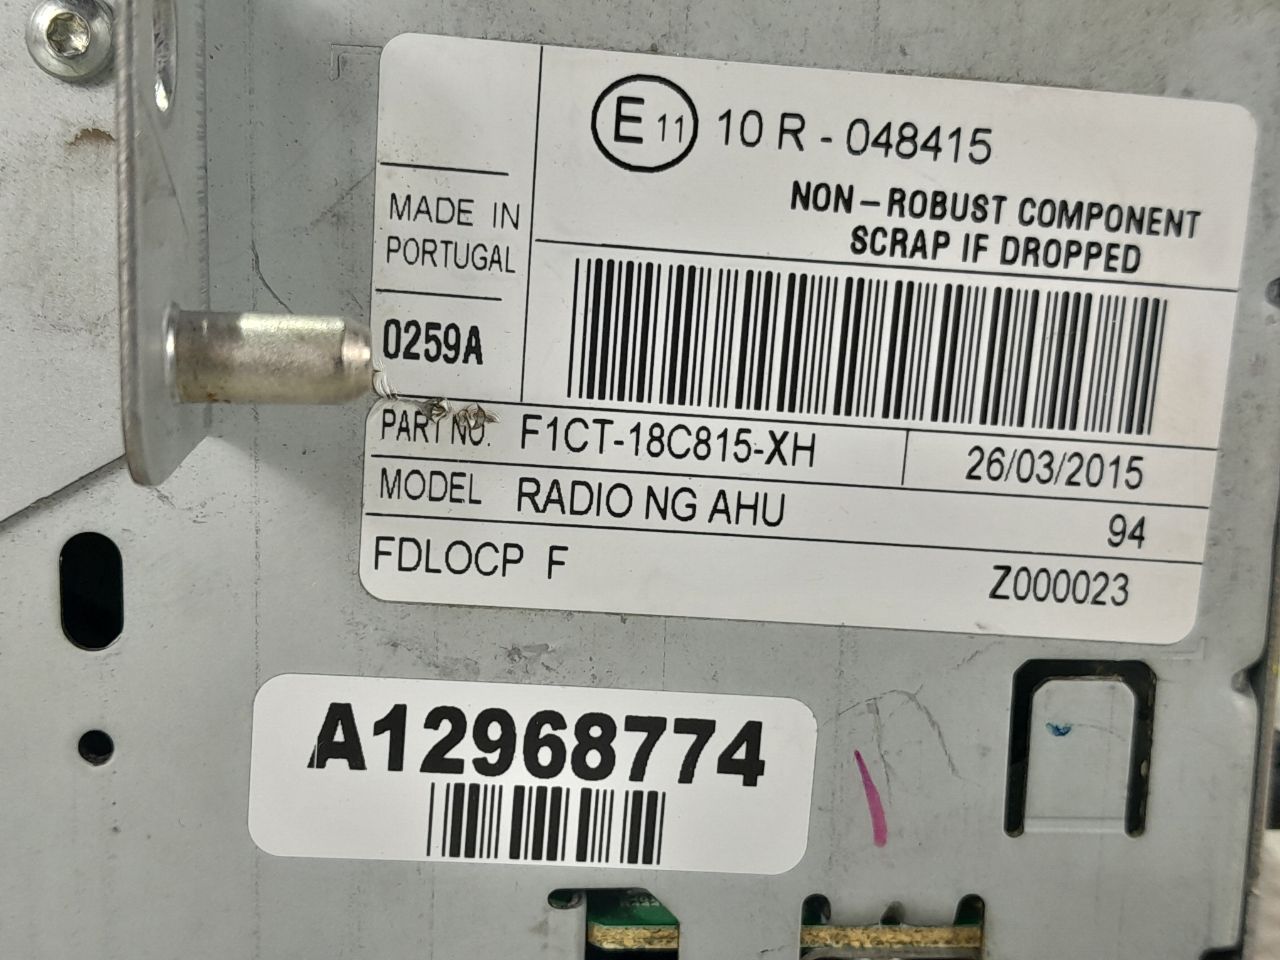 E 11 10 R - 048415
NON-ROBUST COMPONENT
SCRAP IF DROPPED
MADE IN
PORTUGAL
0259A
PART NO. F1CT-18C815-XH 26/03/2015
MODEL RADIO NG AHU 94
FDLOCP F Z000023
A12968774